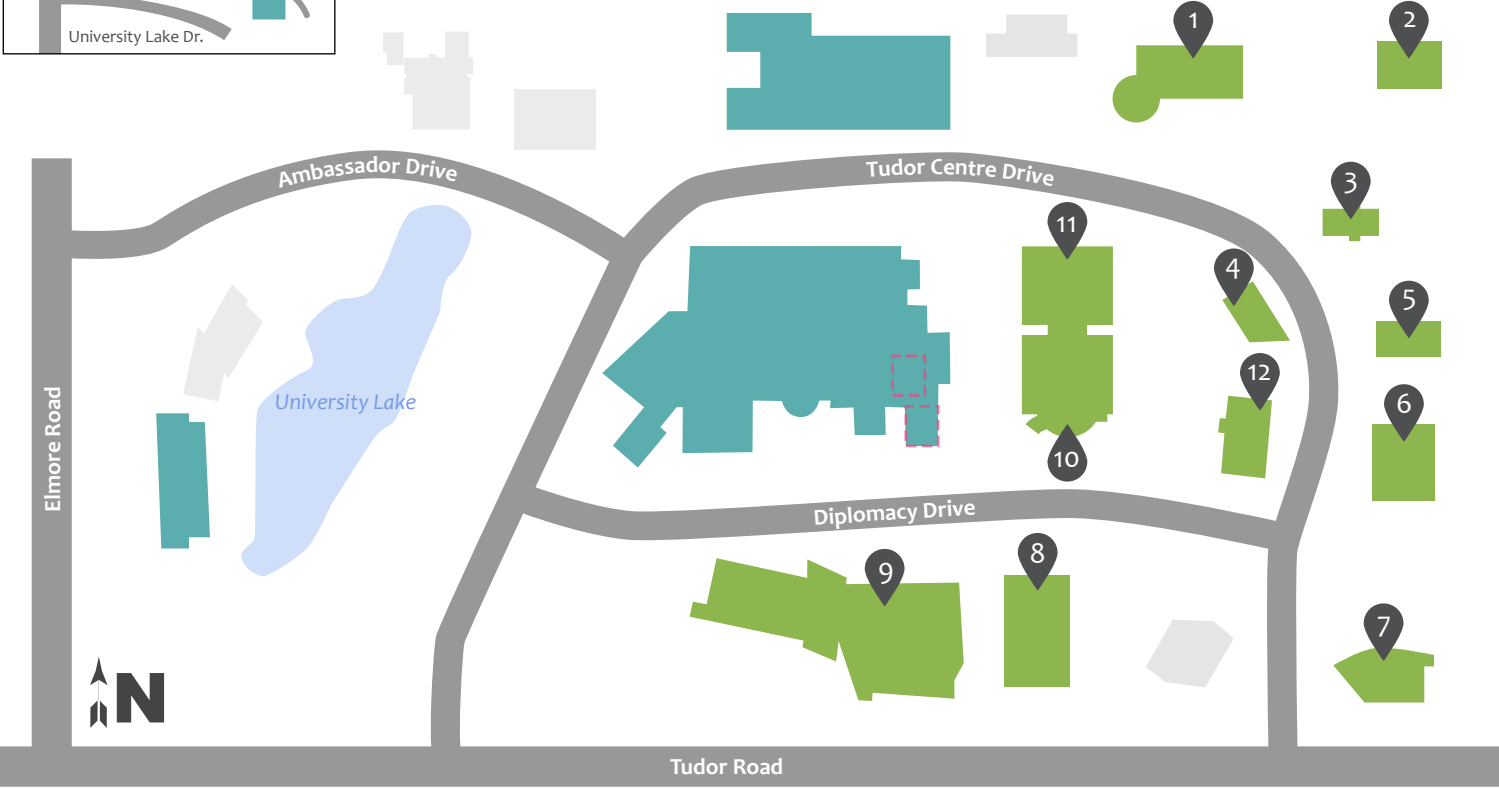 University Lake Dr.
1
2
Ambassador Drive
Tudor Centre Drive
3
11
4
5
12
University Lake
6
Elmore Road
10
Diplomacy Drive
8
9
7
N
Tudor Road